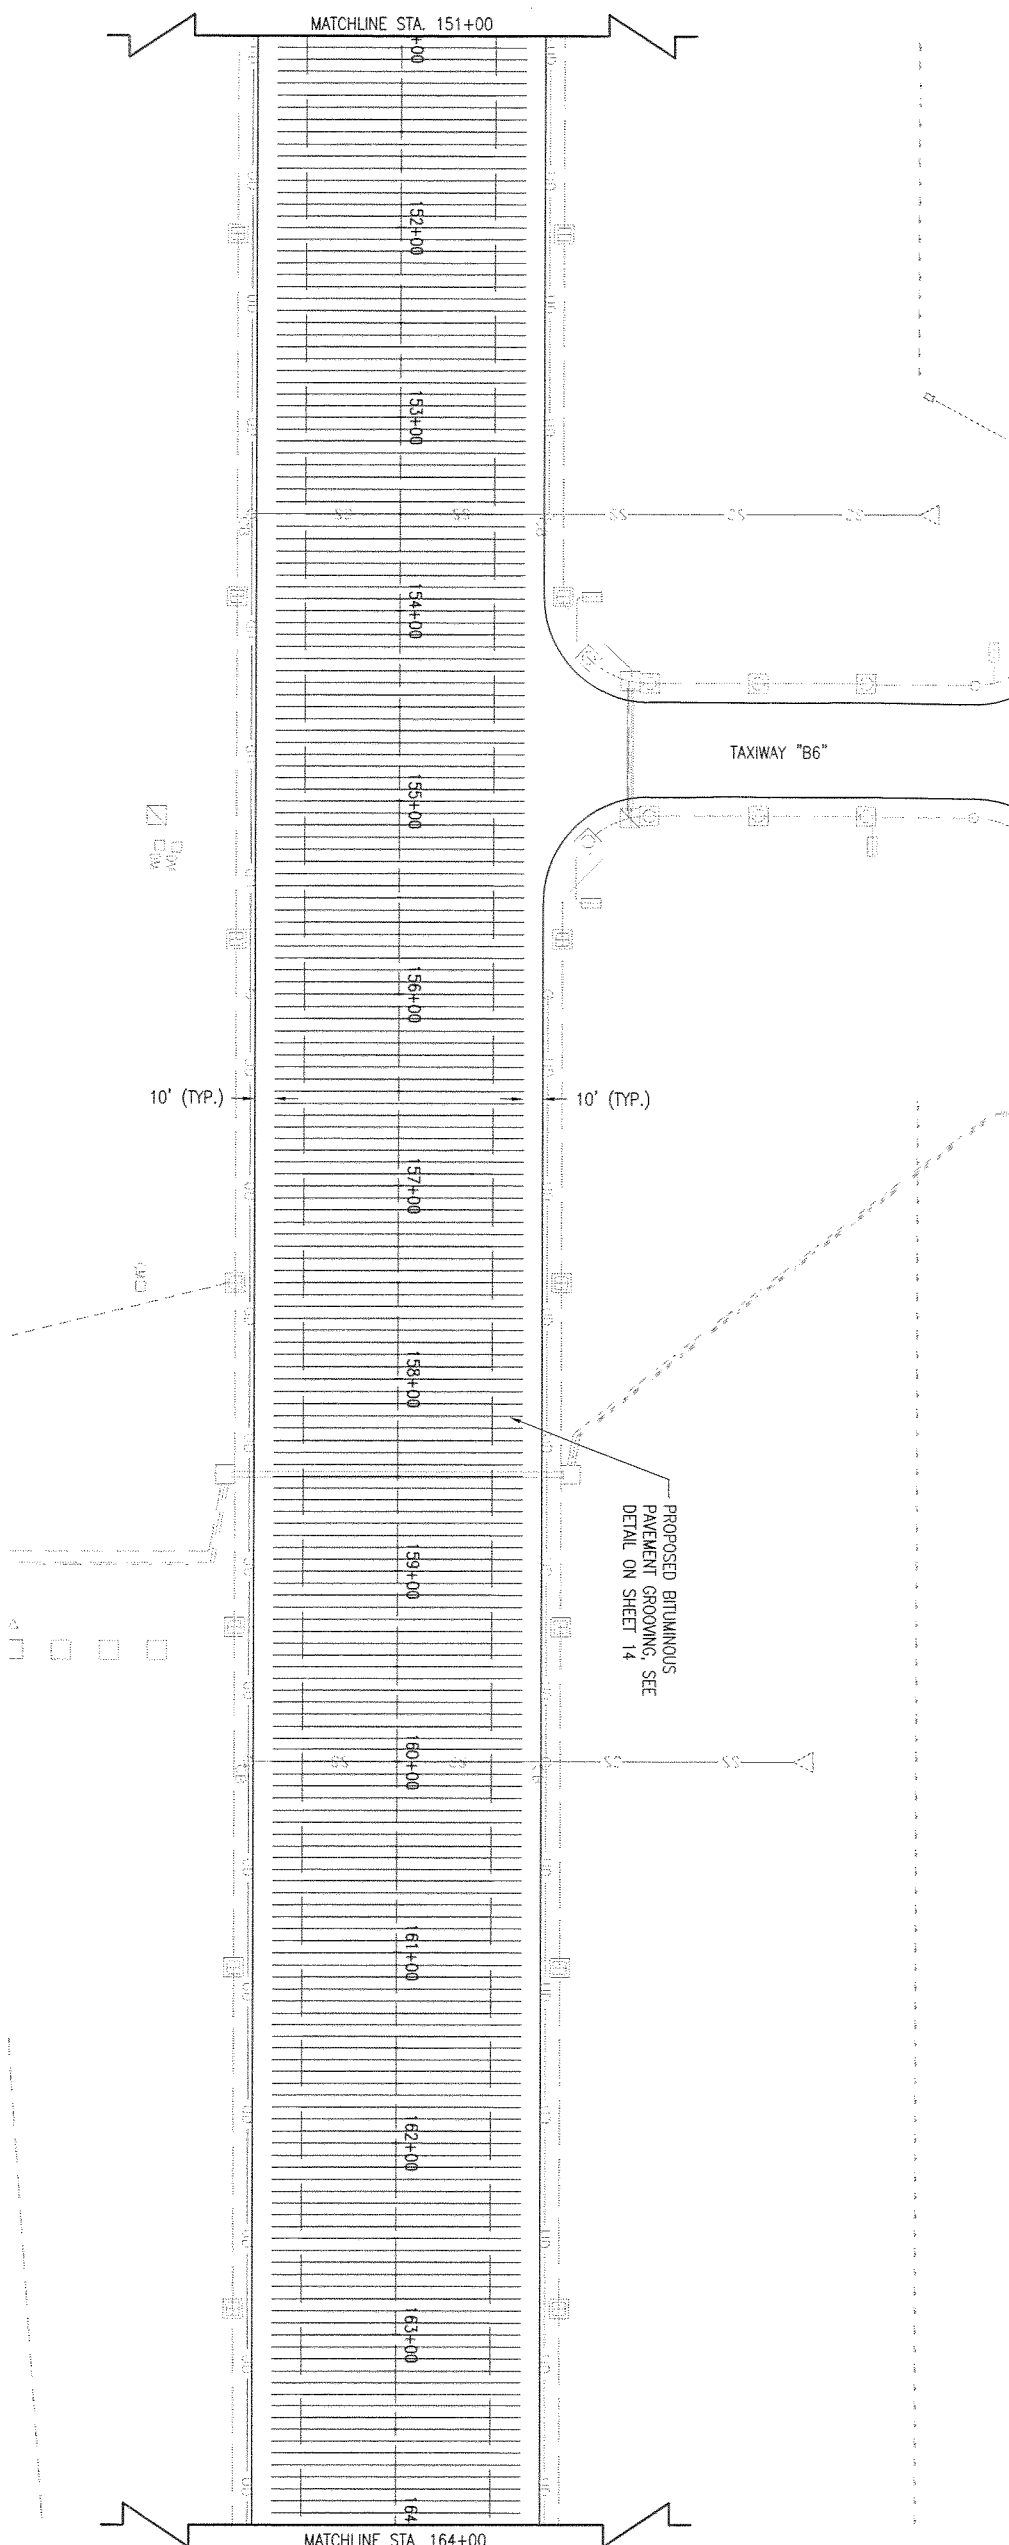 MATCHLINE STA. 151+00
+00
152+00
153+00
154+00
TAXIWAY "B6"
155+00
156+00
10' (TYP.)
10' (TYP.)
157+00
158+00
PROPOSED BITUMINOUS
PAVEMENT GROOVING, SEE
DETAIL ON SHEET 14
159+00
160+00
161+00
162+00
163+00
164
MATCHLINE STA. 164+00